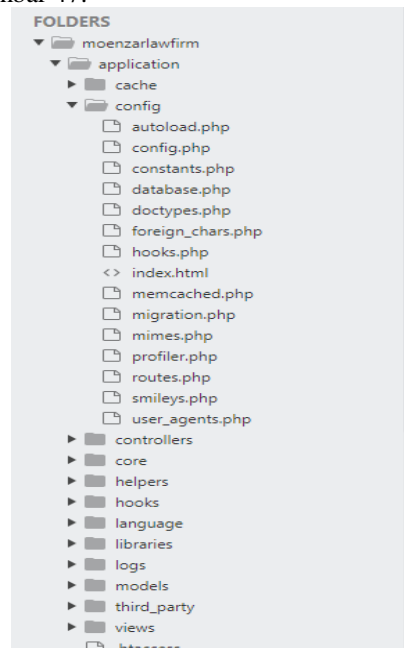 FOLDERS
moenzarlawfirm
application
cache
config
autoload.php
config.php
constants.php
database.php
doctypes.php
foreign_chars.php
hooks.php
<> index.html
memcached.php
migration.php
mimes.php
profiler.php
routes.php
smileys.php
user_agents.php
controllers
core
helpers
hooks
language
libraries
logs
models
third_party
views